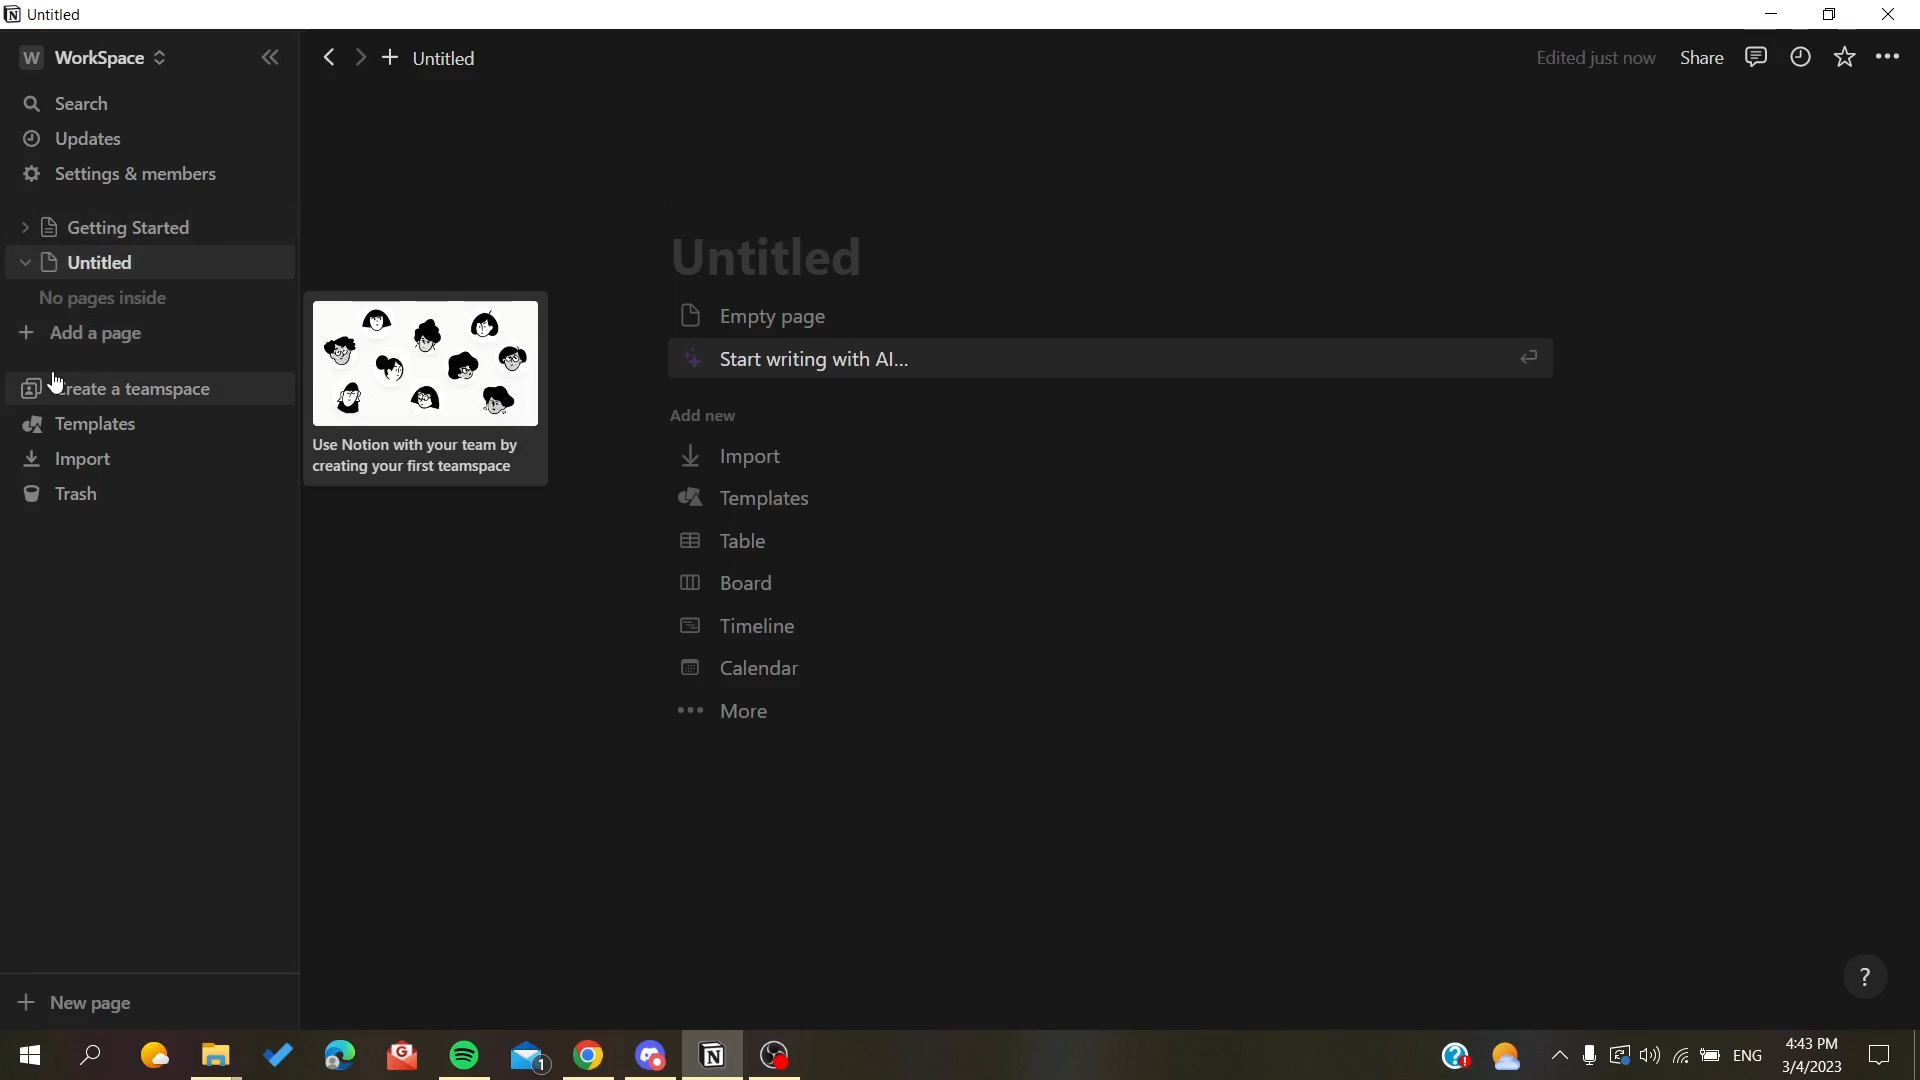 Untitled
W WorkSpace
Untitled
Edited just now Share
Search
Updates
Settings & members
Getting Started
Untitled
No pages inside
Add a page
Create a teamspace
Templates
Import
Trash
Use Notion with your team by
creating your first teamspace
Untitled
Empty page
Start writing with AI...
Add new
Import
Templates
Table
Board
Timeline
Calendar
More
?
New page
1
ENG
4:43 PM
3/4/2023